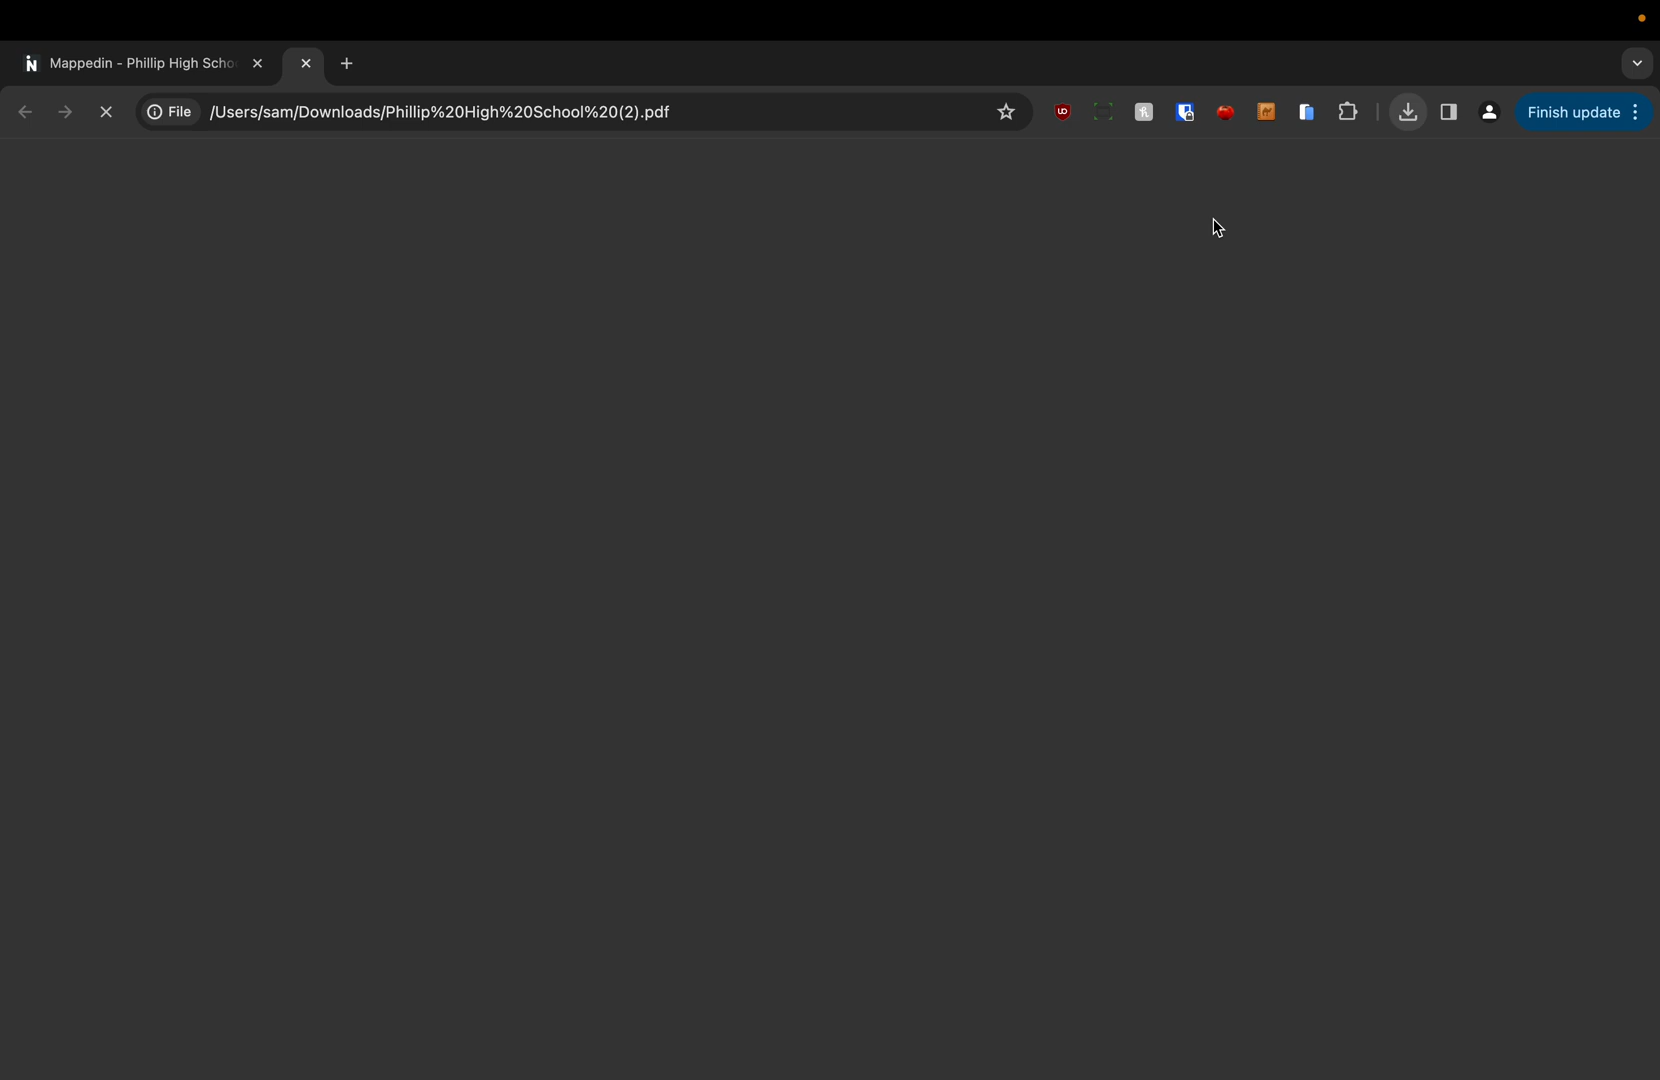 Mappedin - Phillip High Scho
File
/Users/sam/Downloads/Phillip%20High%20School%20(2).pdf
Finish update